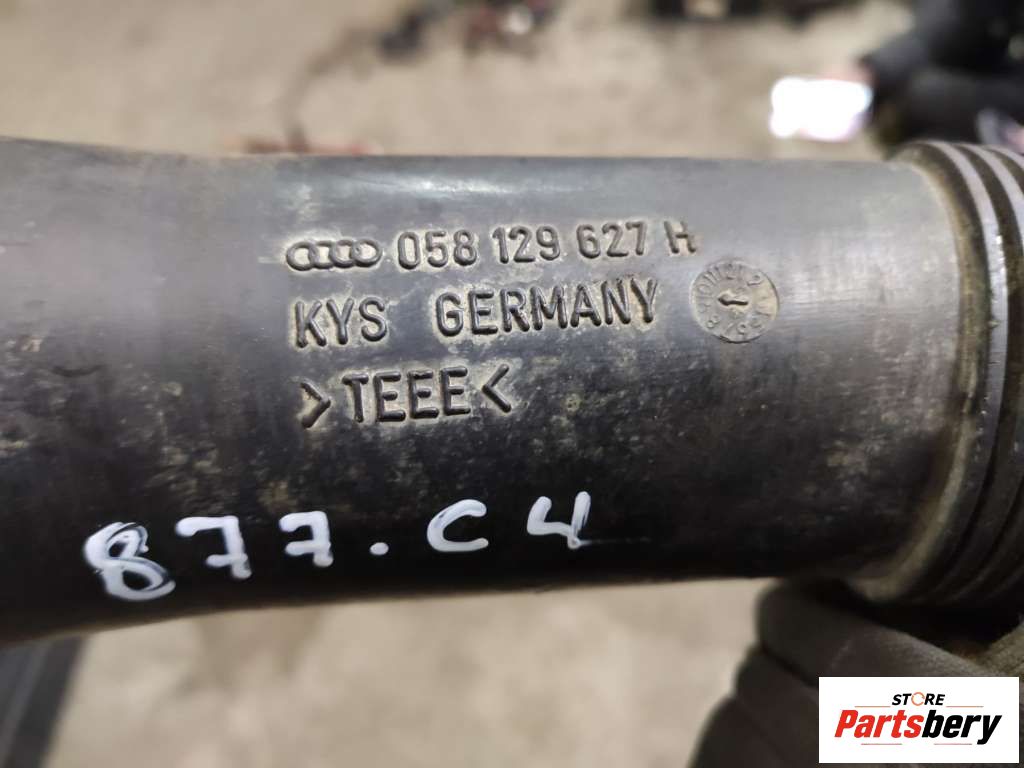 058 129 627 H
KYS GERMANY
>TEEE<
877.C4
STORE
Partsbery